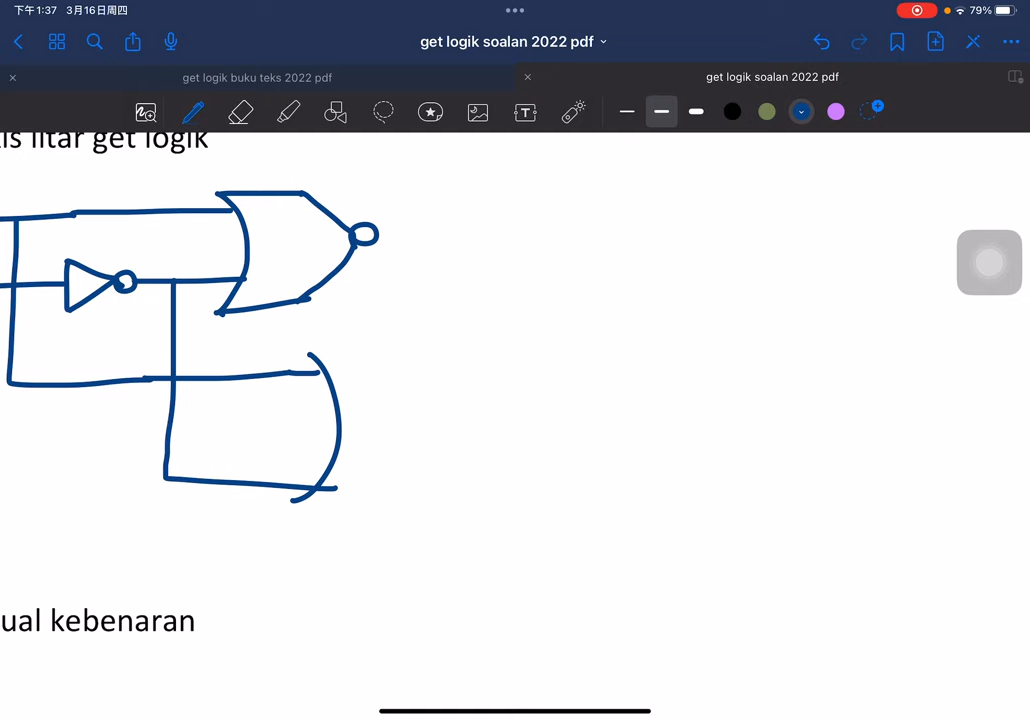 下午1:37 3月16日周四
79%
get logik soalan 2022 pdf
get logik buku teks 2022 pdf
get logik soalan 2022 pdf
T
litar get logik
ual kebenaran